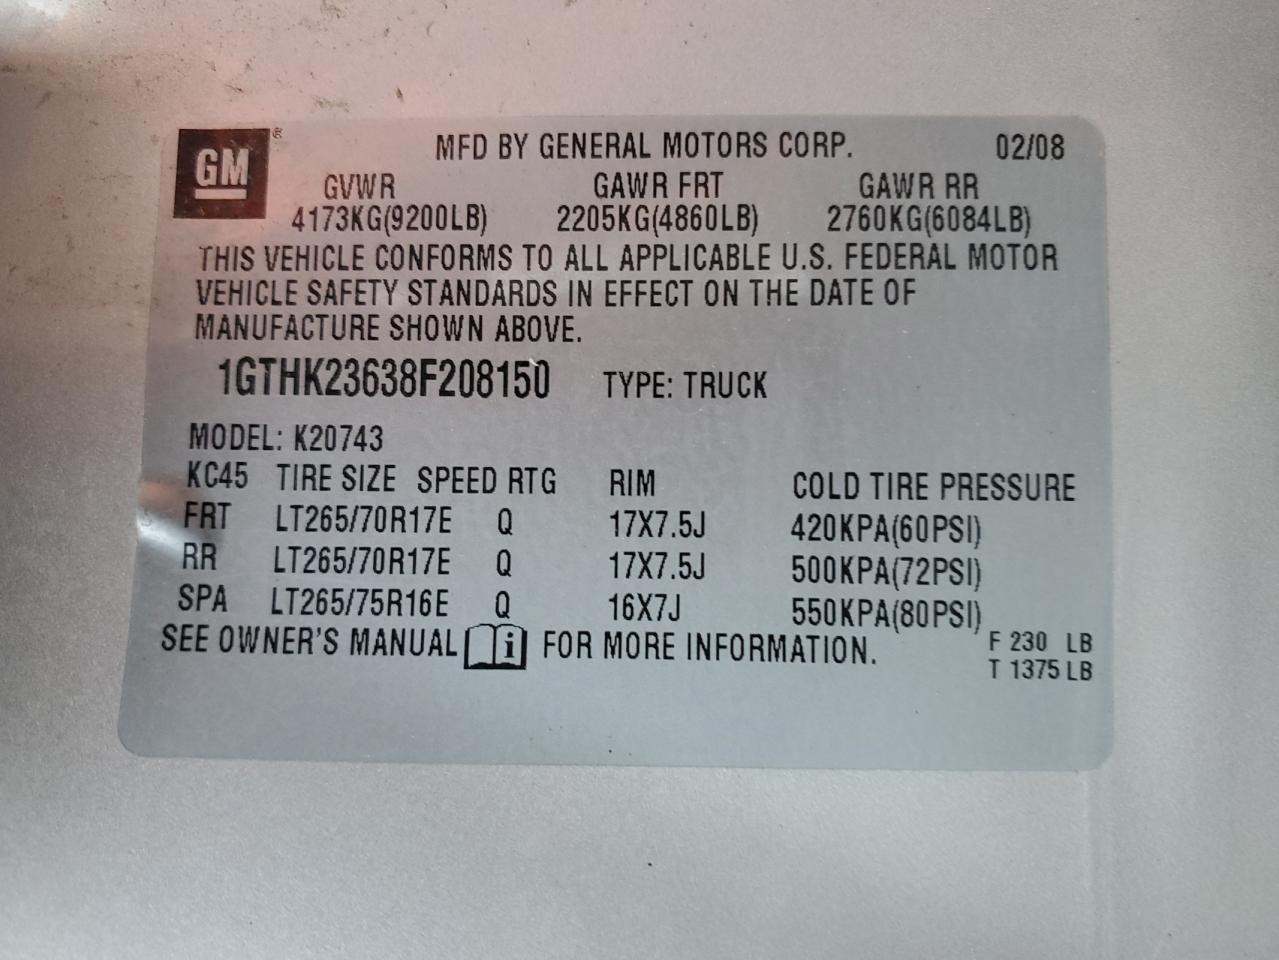 GM® MFD BY GENERAL MOTORS CORP. 02/08
GVWR GAWR FRT GAWR RR
4173KG(9200LB) 2205KG(4860LB) 2760KG(6084LB)
THIS VEHICLE CONFORMS TO ALL APPLICABLE U.S. FEDERAL MOTOR
VEHICLE SAFETY STANDARDS IN EFFECT ON THE DATE OF
MANUFACTURE SHOWN ABOVE.
1GTHK23638F208150 TYPE: TRUCK
MODEL: K20743
KC45 TIRE SIZE SPEED RTG RIM COLD TIRE PRESSURE
FRT LT265/70R17E Q 17X7.5J 420KPA(60PSI)
RR LT265/70R17E Q 17X7.5J 500KPA(72PSI)
SPA LT265/75R16E Q 16X7J 550KPA(80PSI)
SEE OWNER'S MANUAL i FOR MORE INFORMATION.
F 230 LB
T 1375 LB